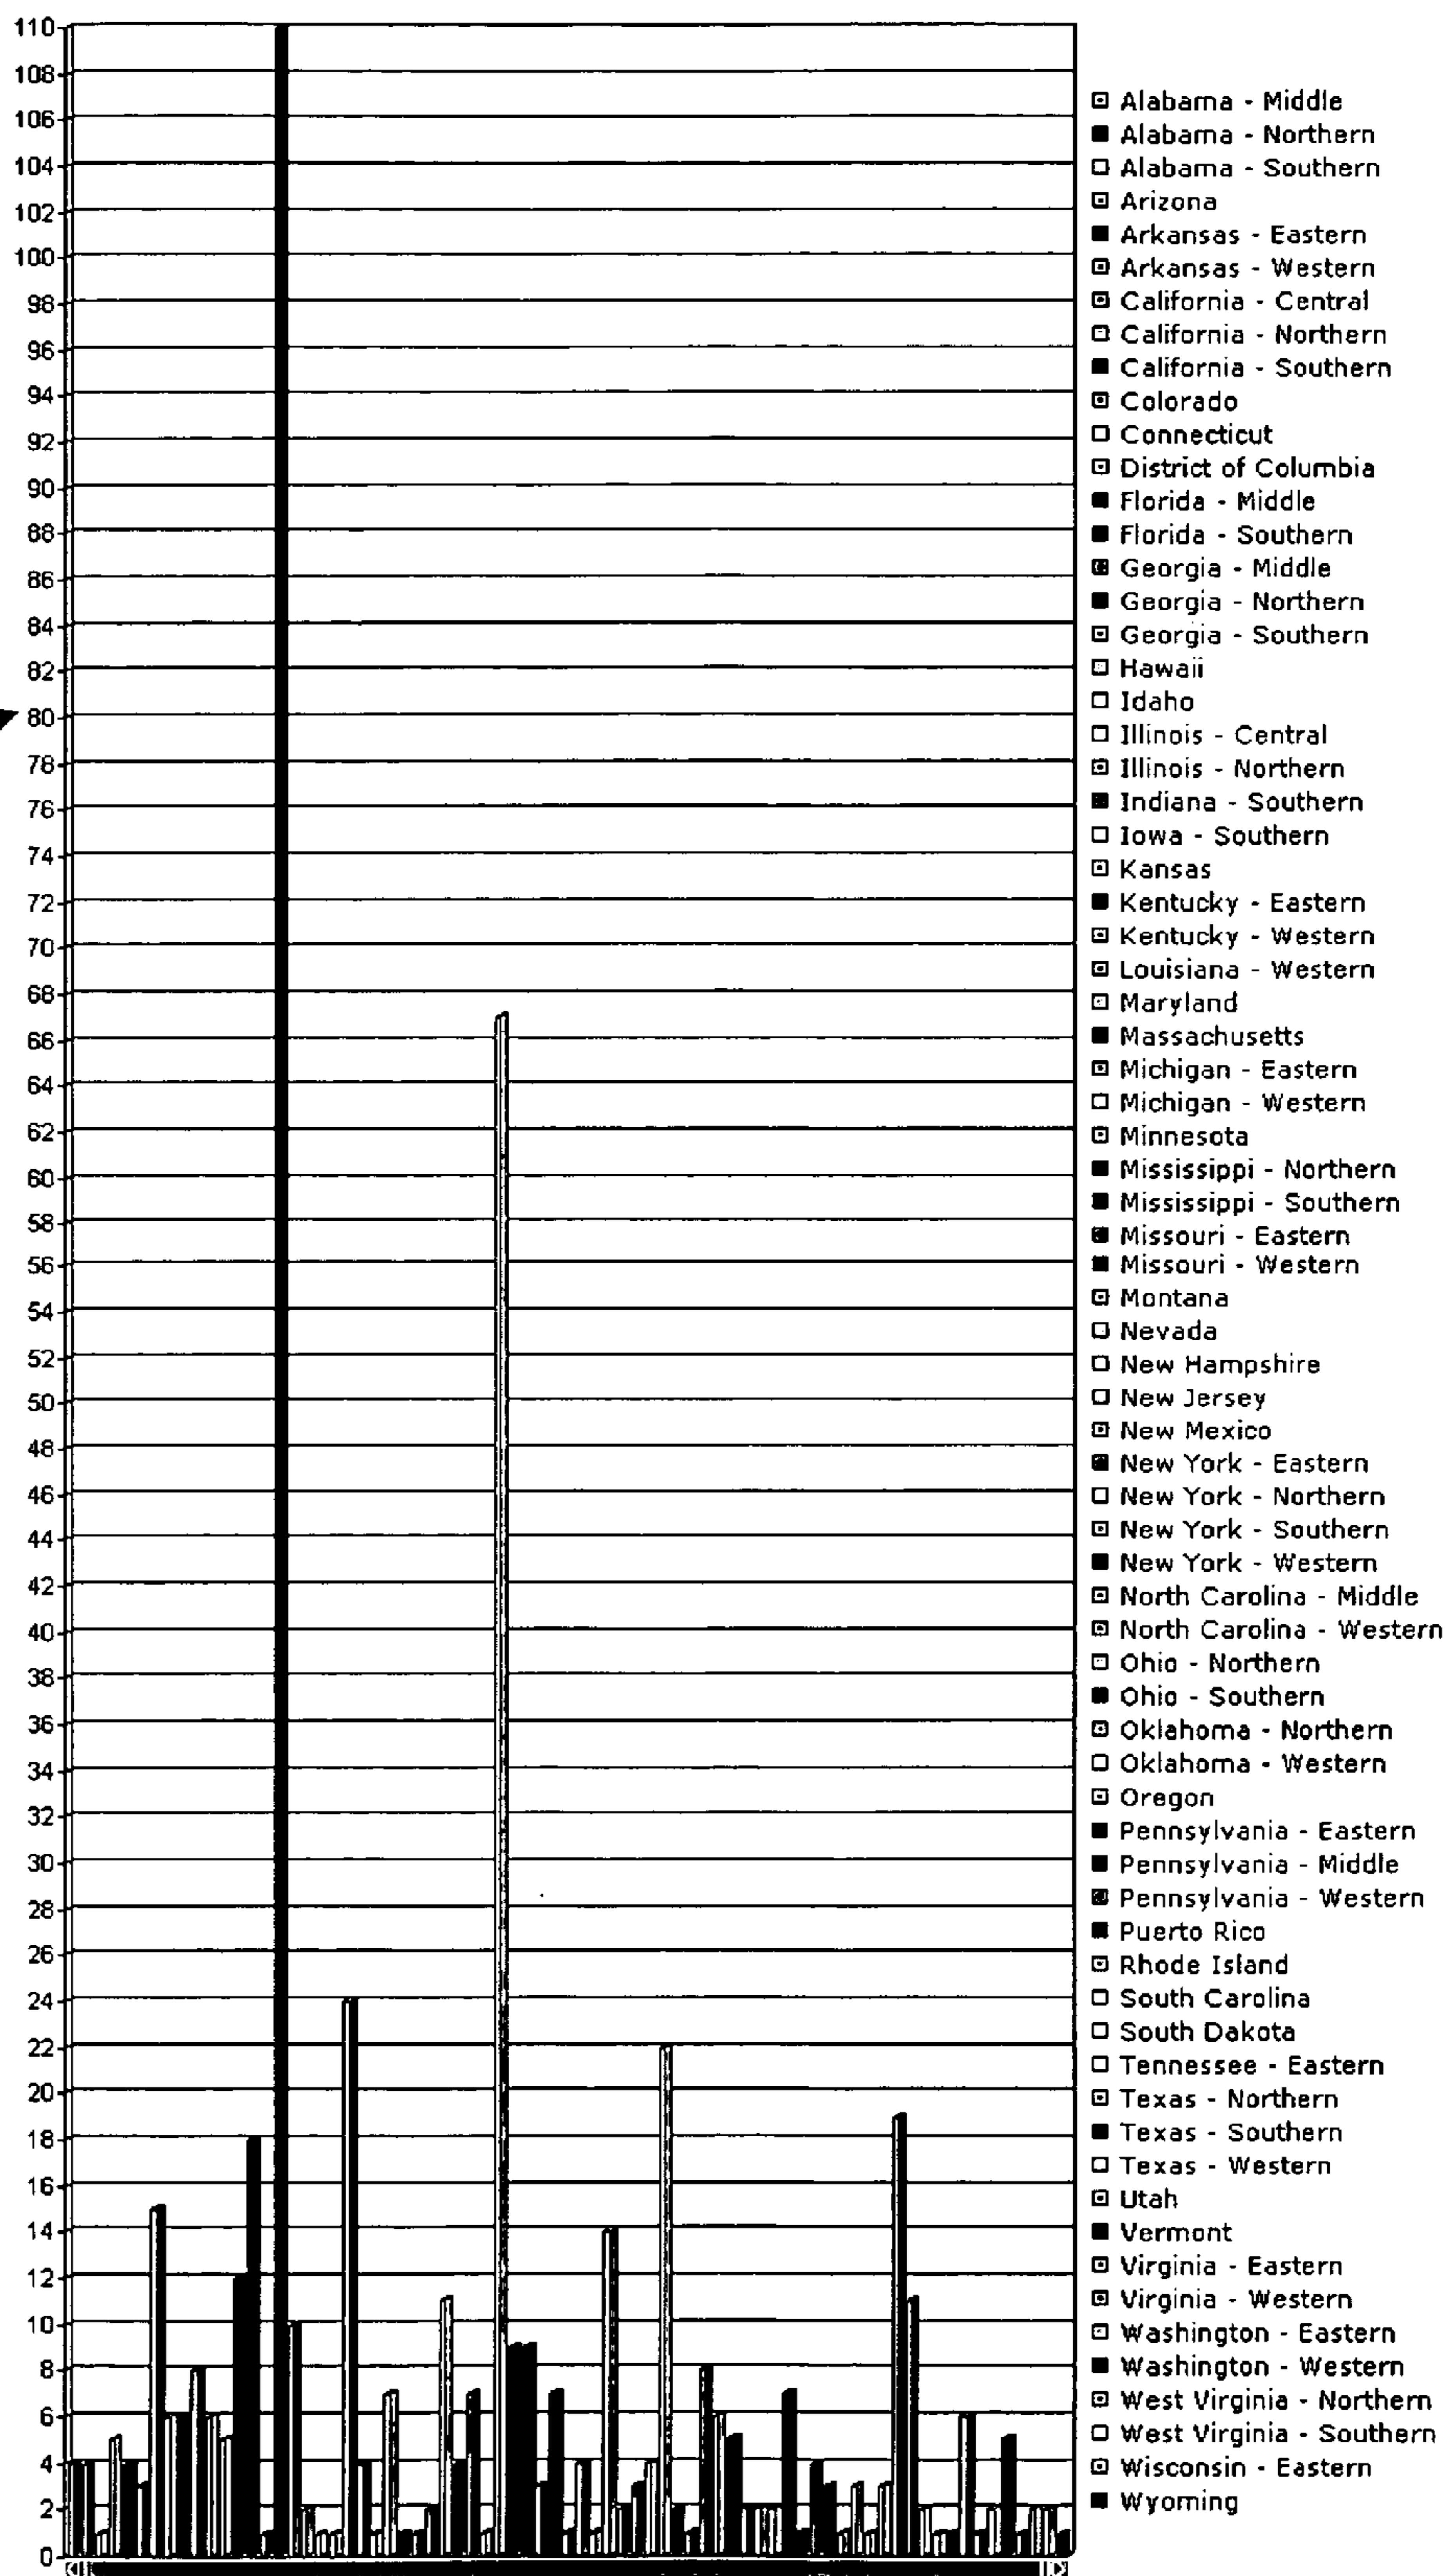 110
108
106
104
102
100
98
96
94
92
90
88
86
84
82
80
78
76
74
72
70
68
66
64
62
60
58
56
54
52
50
48
46
44
42
40
38
36
34
32
30
28
26
24
22
20
18
16
14
12
10
8
6
4
2
0
Alabama - Middle
Alabama - Northern
Alabama - Southern
Arizona
Arkansas - Eastern
Arkansas - Western
California - Central
California - Northern
California - Southern
Colorado
Connecticut
District of Columbia
Florida - Middle
Florida - Southern
Georgia - Middle
Georgia - Northern
Georgia - Southern
Hawaii
Idaho
Illinois - Central
Illinois - Northern
Indiana - Southern
Iowa - Southern
Kansas
Kentucky - Eastern
Kentucky - Western
Louisiana - Western
Maryland
Massachusetts
Michigan - Eastern
Michigan - Western
Minnesota
Mississippi - Northern
Mississippi - Southern
Missouri - Eastern
Missouri - Western
Montana
Nevada
New Hampshire
New Jersey
New Mexico
New York - Eastern
New York - Northern
New York - Southern
New York - Western
North Carolina - Middle
North Carolina - Western
Ohio - Northern
Ohio - Southern
Oklahoma - Northern
Oklahoma - Western
Oregon
Pennsylvania - Eastern
Pennsylvania - Middle
Pennsylvania - Western
Puerto Rico
Rhode Island
South Carolina
South Dakota
Tennessee - Eastern
Texas - Northern
Texas - Southern
Texas - Western
Utah
Vermont
Virginia - Eastern
Virginia - Western
Washington - Eastern
Washington - Western
West Virginia - Northern
West Virginia - Southern
Wisconsin - Eastern
Wyoming